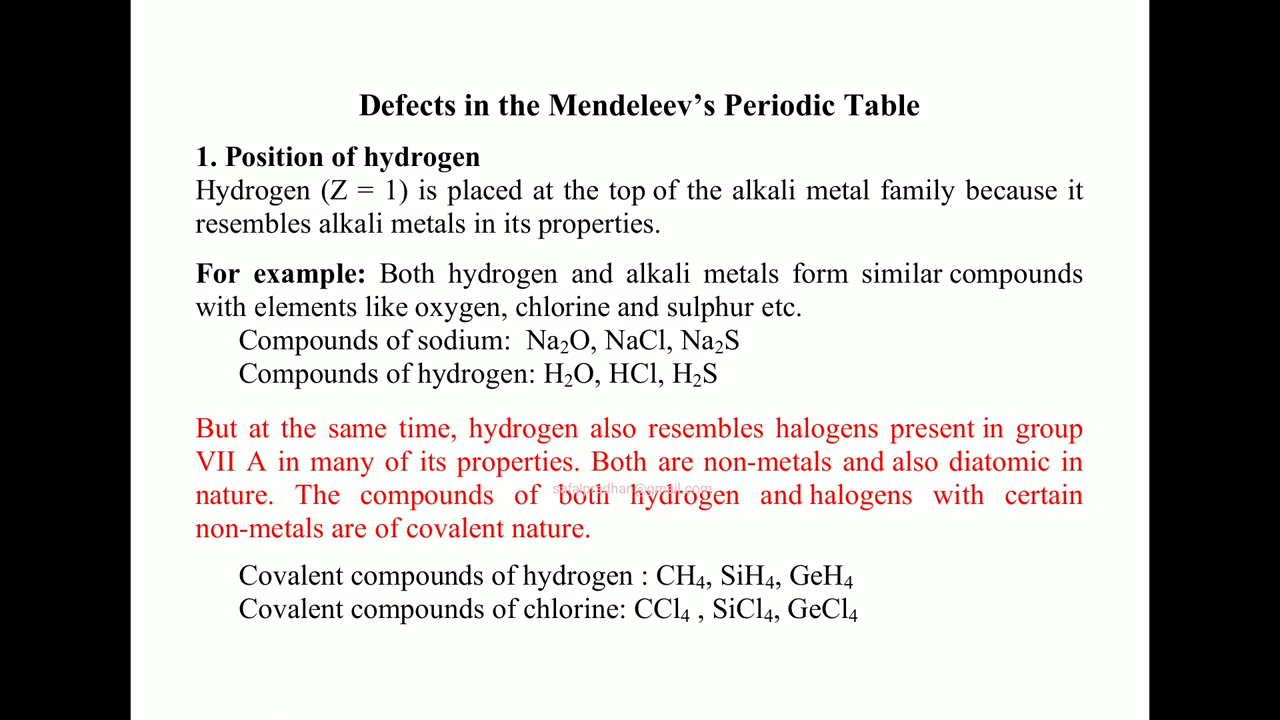 Defects in the Mendeleev's Periodic Table
1. Position of hydrogen
Hydrogen (Z = 1) is placed at the top of the alkali metal family because it
resembles alkali metals in its properties.
For example: Both hydrogen and alkali metals form similar compounds
with elements like oxygen, chlorine and sulphur etc.
Compounds of sodium: Na₂O, NaCl, Na₂S
Compounds of hydrogen: H₂O, HCl, H₂S
But at the same time, hydrogen also resembles halogens present in group
VII A in many of its properties. Both are non-metals and also diatomic in
nature. The compounds of both hydrogen and halogens with certain
non-metals are of covalent nature.
Covalent compounds of hydrogen : CH₄, SiH₄, GeH₄
Covalent compounds of chlorine: CCl₄ , SiCl₄, GeCl₄